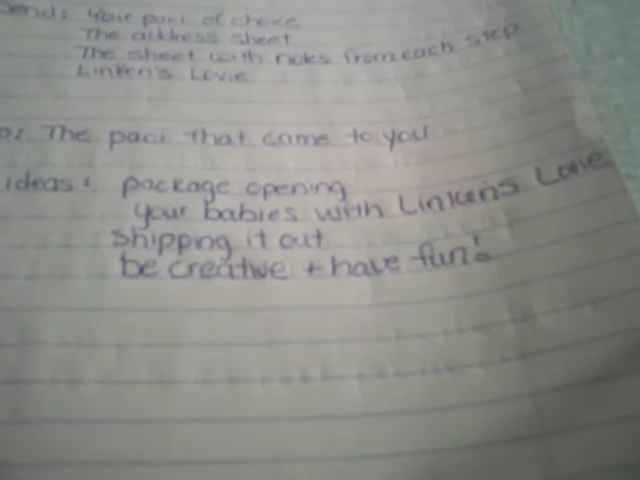 Send: Your paci of choice
The address sheet
The sheet with notes from each step
Linken's Lovie
p: The paci that came to you
ideas: package opening
your babies with Linken's Lovie
shipping it out
be creative + have fun!